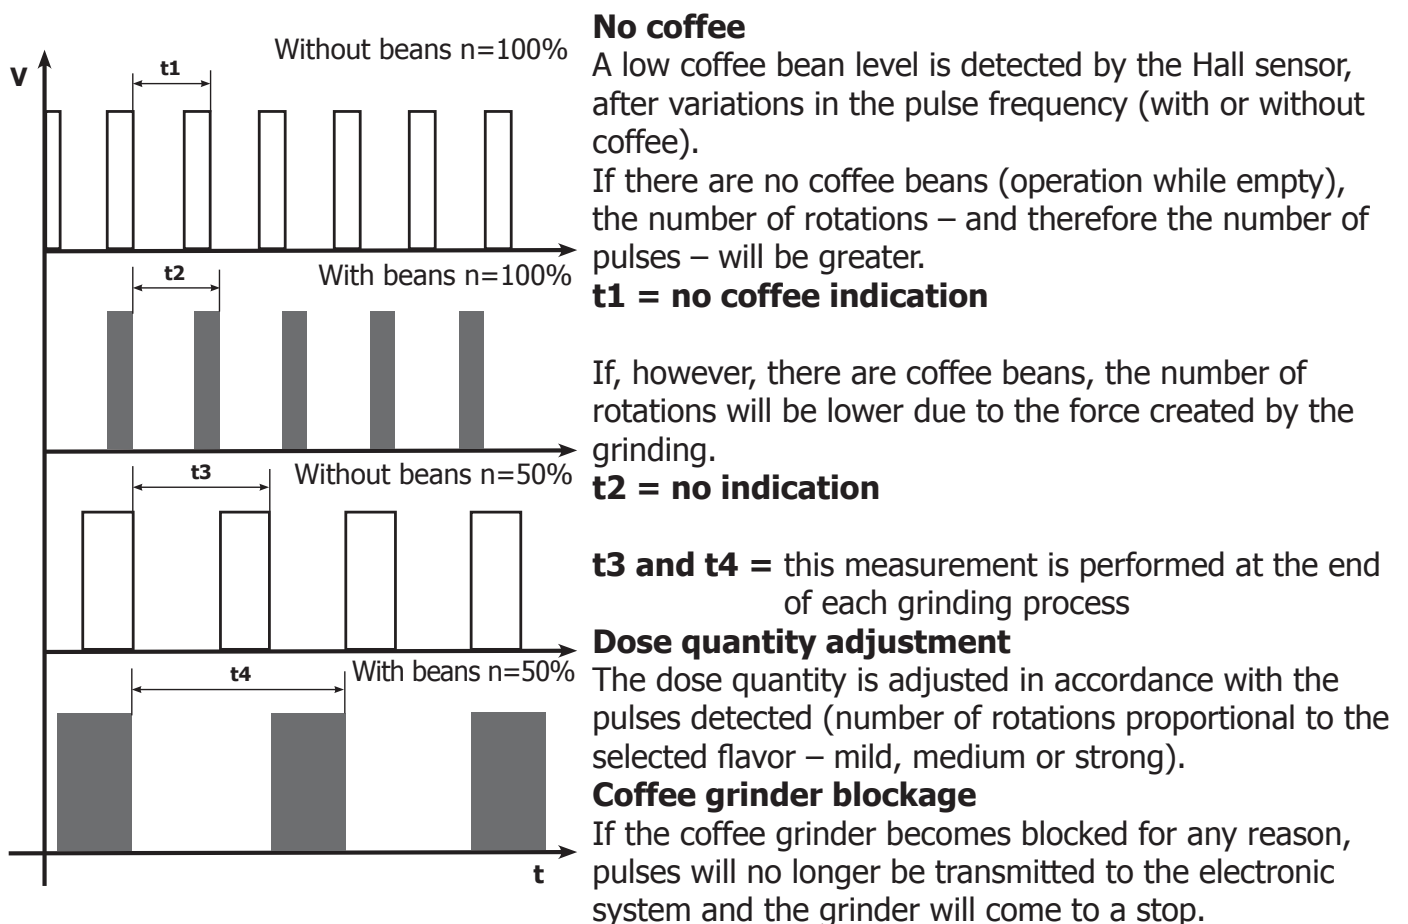 V
Without beans n=100%
t1
With beans n=100%
t2
Without beans n=50%
t3
With beans n=50%
t4
t
No coffee
A low coffee bean level is detected by the Hall sensor,
after variations in the pulse frequency (with or without
coffee).
If there are no coffee beans (operation while empty),
the number of rotations – and therefore the number of
pulses – will be greater.
t1 = no coffee indication
If, however, there are coffee beans, the number of
rotations will be lower due to the force created by the
grinding.
t2 = no indication
t3 and t4 = this measurement is performed at the end
of each grinding process
Dose quantity adjustment
The dose quantity is adjusted in accordance with the
pulses detected (number of rotations proportional to the
selected flavor – mild, medium or strong).
Coffee grinder blockage
If the coffee grinder becomes blocked for any reason,
pulses will no longer be transmitted to the electronic
system and the grinder will come to a stop.